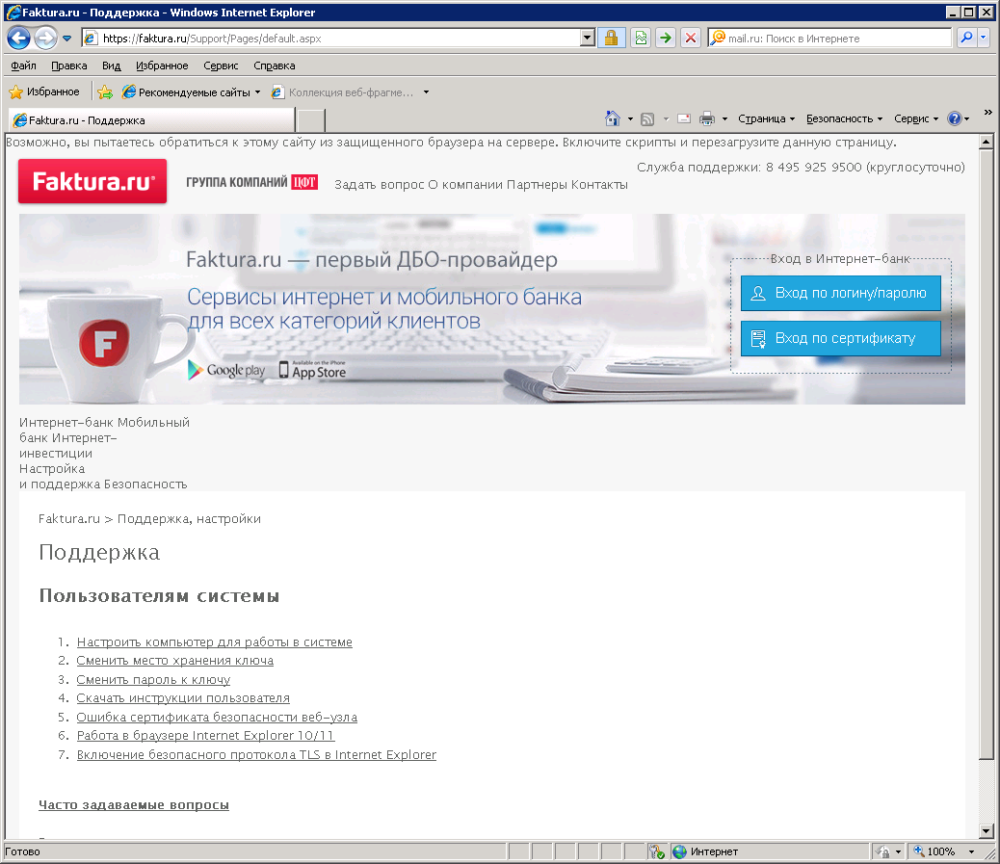 Faktura.ru - Поддержка - Windows Internet Explorer
https://faktura.ru/Support/Pages/default.aspx
mail.ru: Поиск в Интернете
Файл Правка Вид Избранное Сервис Справка
Избранное Рекомендуемые сайты Коллекция веб-фрагме...
Faktura.ru - Поддержка
Страница Безопасность Сервис
Возможно, вы пытаетесь обратиться к этому сайту из защищенного браузера на сервере. Включите скрипты и перезагрузите данную страницу.
Служба поддержки: 8 495 925 9500 (круглосуточно)
Faktura.ru
ГРУППА КОМПАНИЙ ЦФТ
Задать вопрос О компании Партнеры Контакты
Faktura.ru — первый ДБО-провайдер
Сервисы интернет и мобильного банка
для всех категорий клиентов
F
Google play
Available on the iPhone
App Store
Вход в Интернет-банк
Вход по логину/паролю
Вход по сертификату
Интернет-банк Мобильный
банк Интернет-
инвестиции
Настройка
и поддержка Безопасность
Faktura.ru > Поддержка, настройки
Поддержка
Пользователям системы
1. Настроить компьютер для работы в системе
2. Сменить место хранения ключа
3. Сменить пароль к ключу
4. Скачать инструкции пользователя
5. Ошибка сертификата безопасности веб-узла
6. Работа в браузере Internet Explorer 10/11
7. Включение безопасного протокола TLS в Internet Explorer
Часто задаваемые вопросы
Готово
Интернет
100%